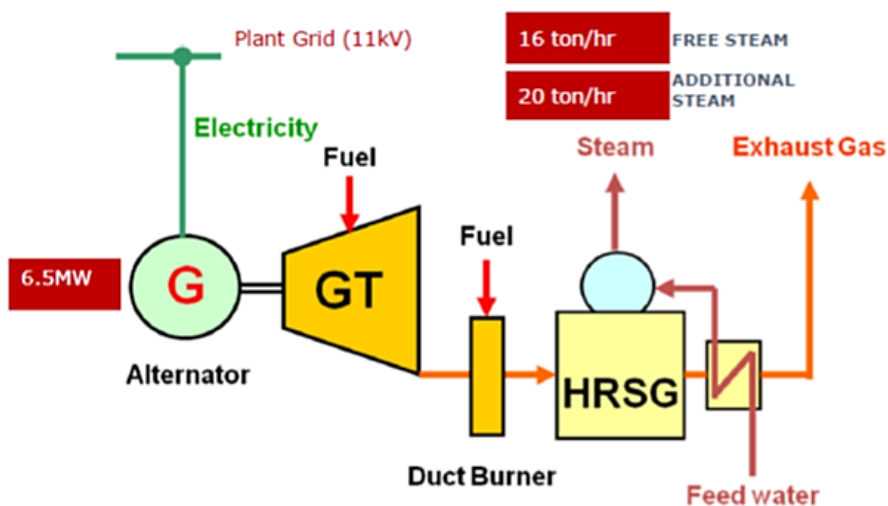 Plant Grid (11kV)
16 ton/hr
FREE STEAM
20 ton/hr
ADDITIONAL
STEAM
Electricity
Fuel
Steam
Exhaust Gas
Fuel
6.5MW
G
GT
Alternator
HRSG
Duct Burner
Feed water